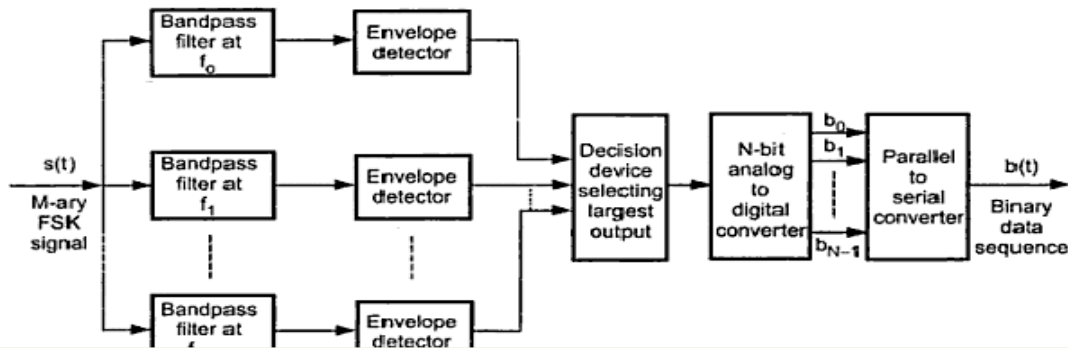 Bandpass
filter at
f₀
Envelope
detector
s(t)
M-ary
FSK
signal
Bandpass
filter at
f₁
Envelope
detector
Bandpass
filter at
Envelope
detector
Decision
device
selecting
largest
output
N-bit
analog
to
digital
converter
b₀
b₁
b_N−1
Parallel
to
serial
converter
b(t)
Binary
data
sequence